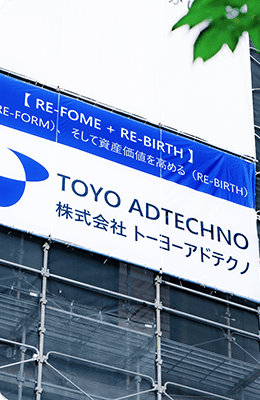 【 RE-FOME + RE-BIRTH 】
RE-FORM)、そして資産価値を高める（RE-BIRTH）
TOYO ADTECHNO
株式会社 トーヨーアドテクノ